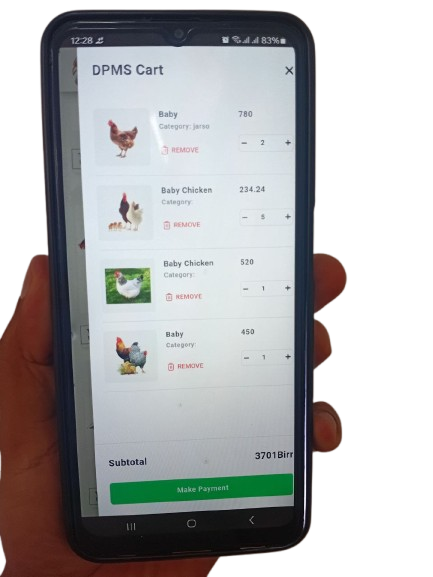 12:28
83%
DPMS Cart
×
Baby 780
Category: jarso
REMOVE
− 2 +
Baby Chicken 234.24
Category:
REMOVE
− 5 +
Baby Chicken 520
Category:
REMOVE
− 1 +
Baby 450
Category:
REMOVE
− 1 +
Subtotal 3701Birr
Make Payment